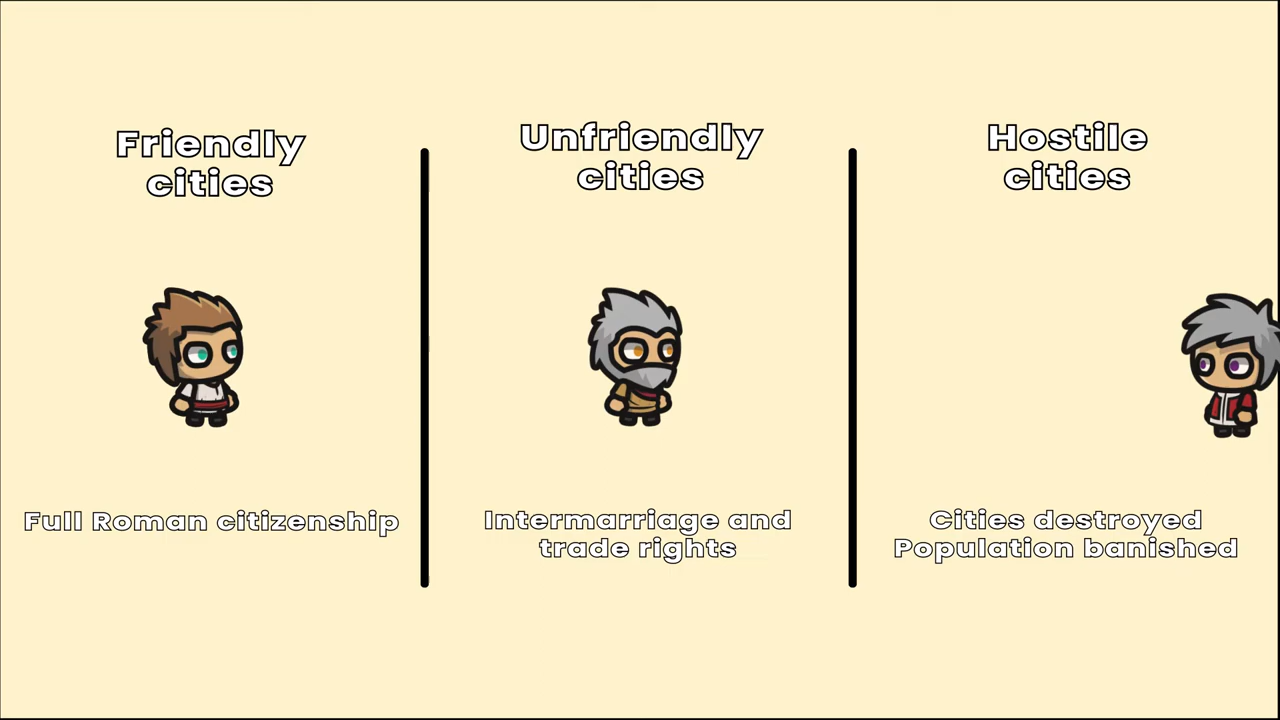 Friendly
cities
Full Roman citizenship
Unfriendly
cities
Intermarriage and
trade rights
Hostile
cities
Cities destroyed
Population banished